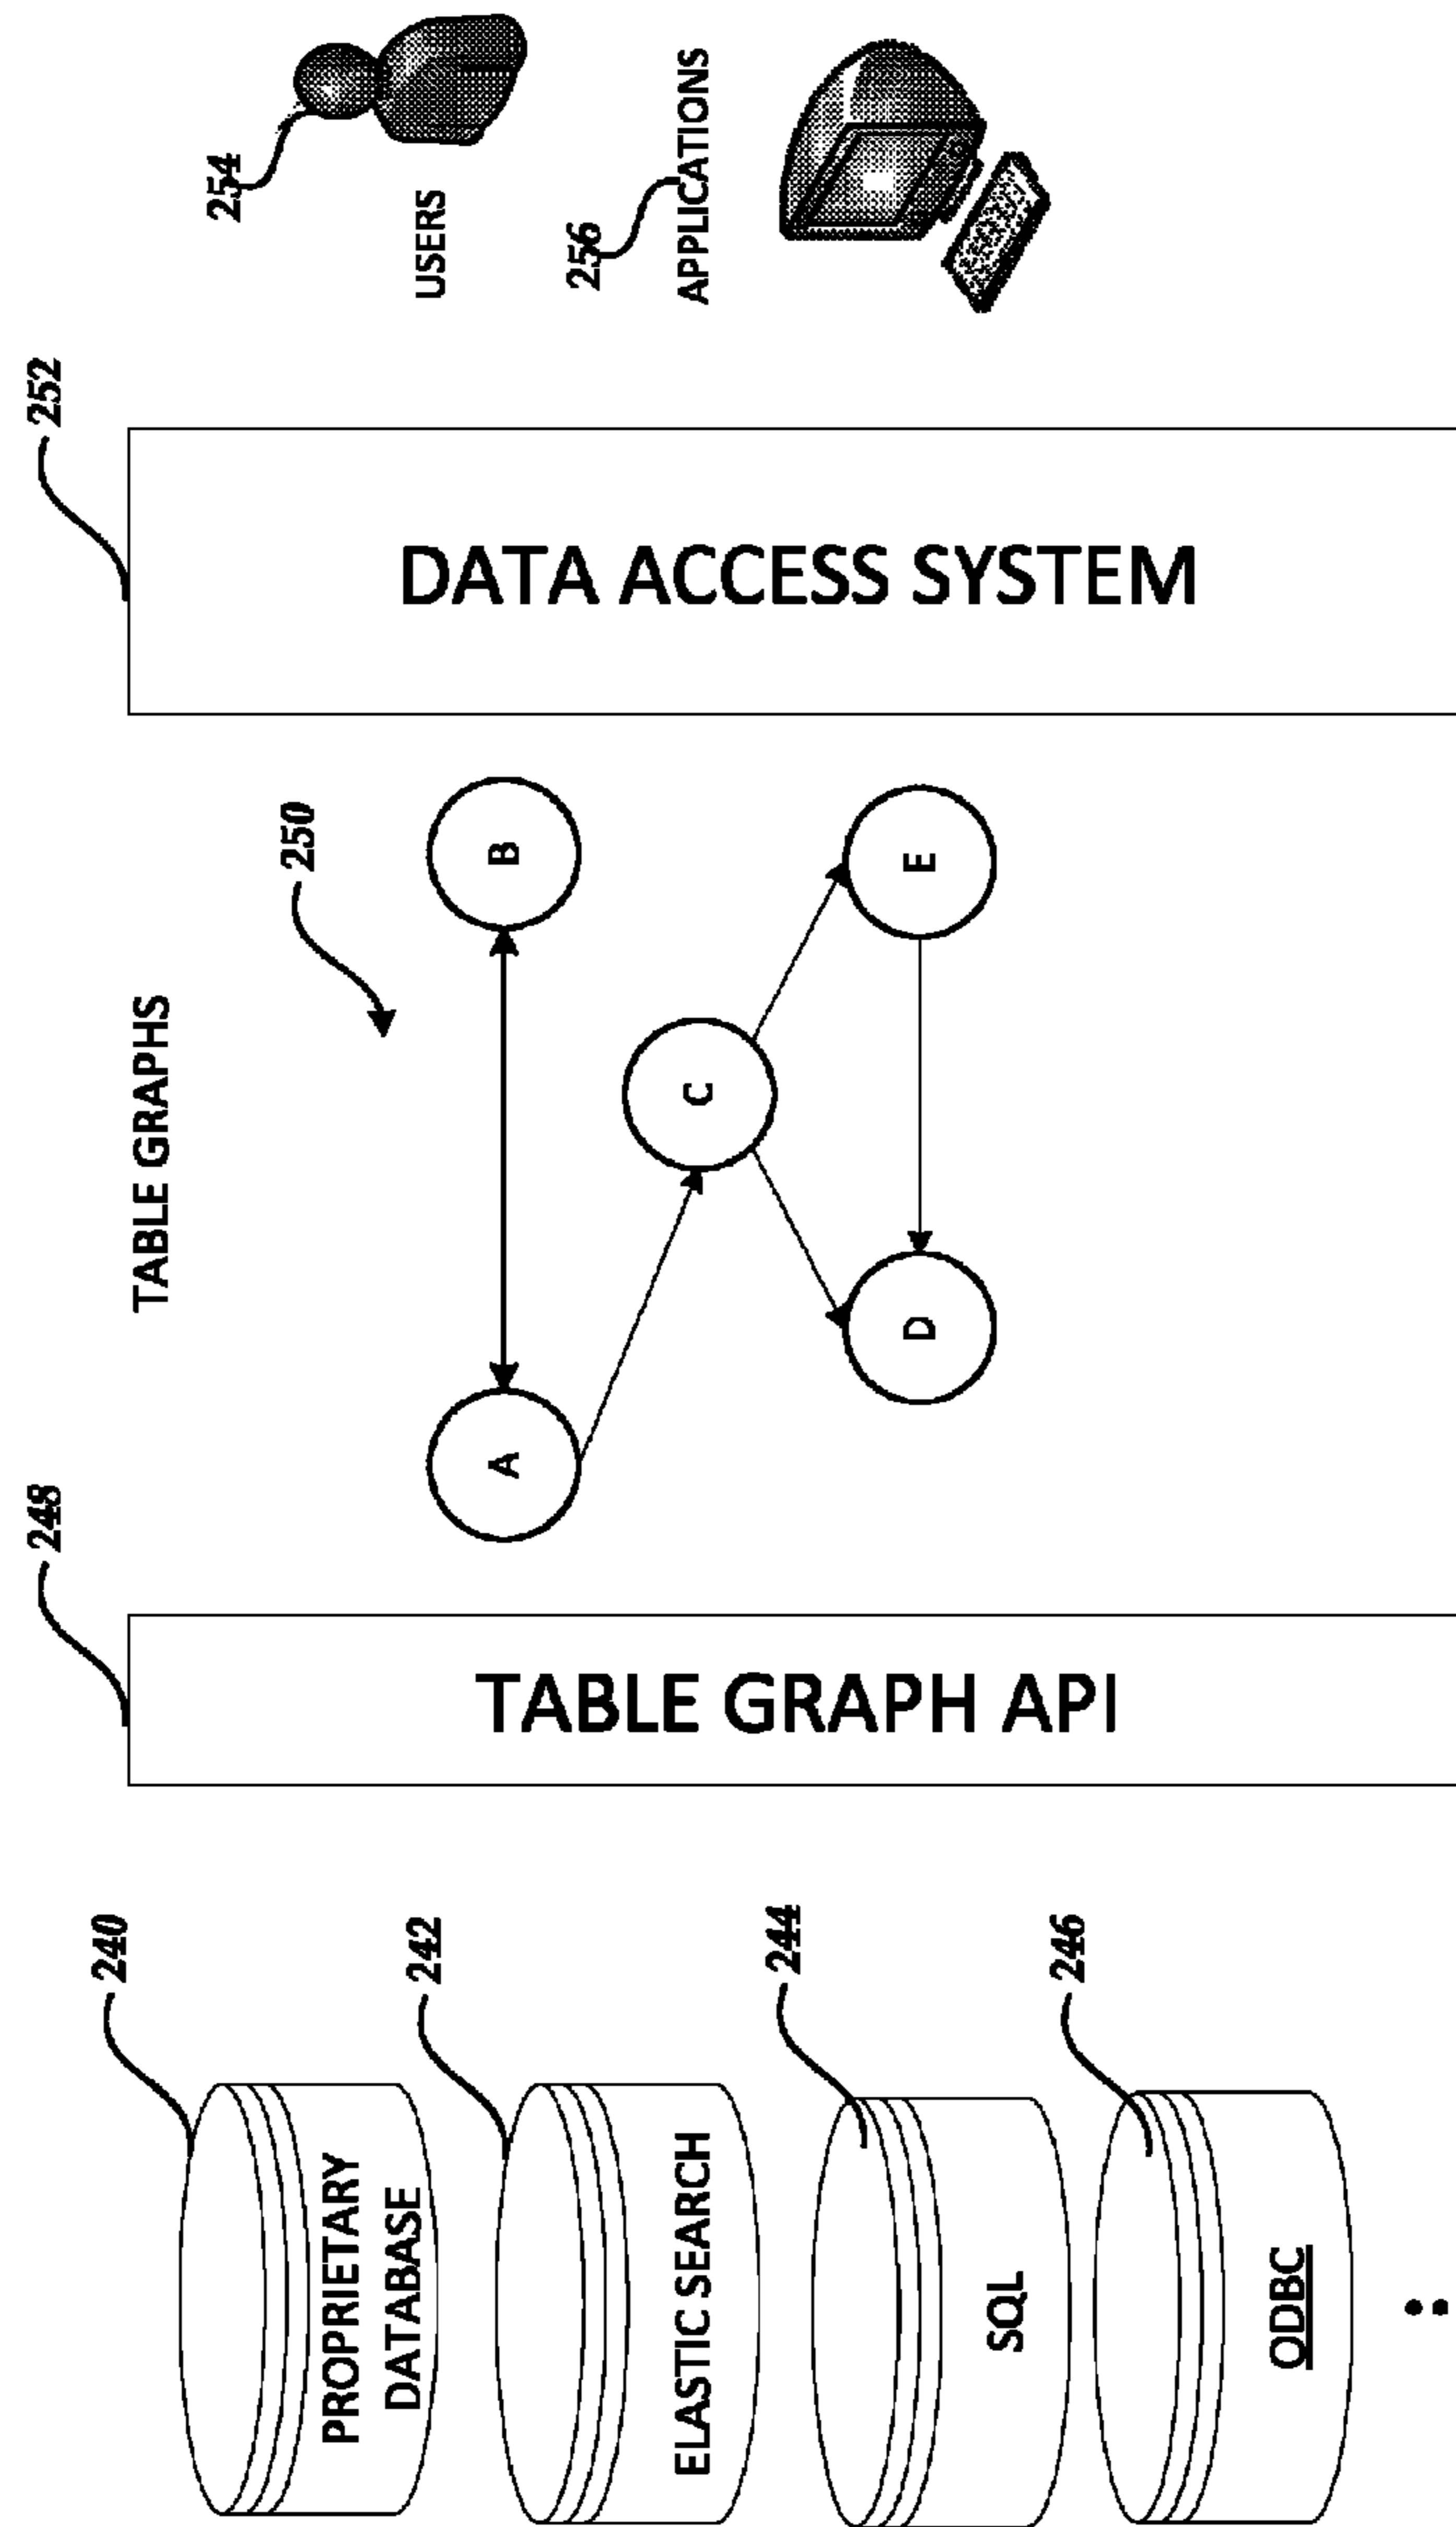 240
PROPRIETARY
DATABASE
242
ELASTIC SEARCH
244
SQL
246
ODBC
248
TABLE GRAPH API
TABLE GRAPHS
250
A
B
C
D
E
252
DATA ACCESS SYSTEM
254
USERS
256
APPLICATIONS